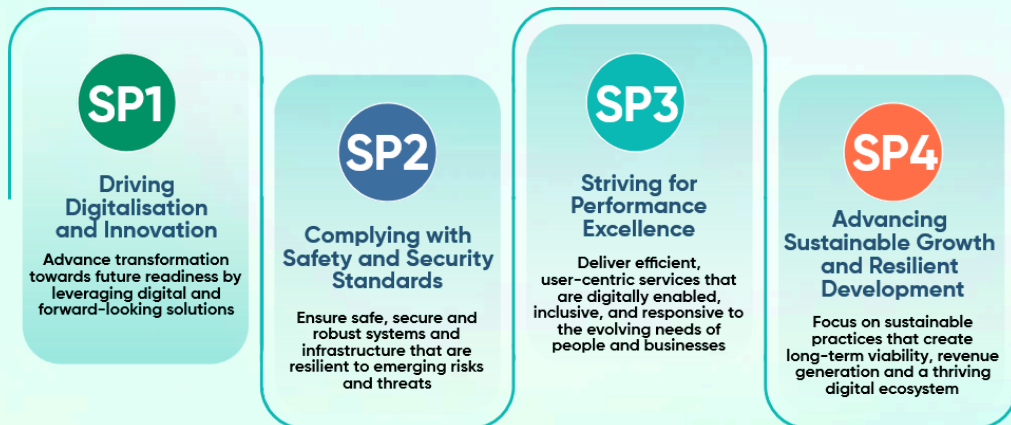 SP1
Driving
Digitalisation
and Innovation
Advance transformation
towards future readiness by
leveraging digital and
forward-looking solutions
SP2
Complying with
Safety and Security
Standards
Ensure safe, secure and
robust systems and
infrastructure that are
resilient to emerging risks
and threats
SP3
Striving for
Performance
Excellence
Deliver efficient,
user-centric services that
are digitally enabled,
inclusive, and responsive to
the evolving needs of
people and businesses
SP4
Advancing
Sustainable Growth
and Resilient
Development
Focus on sustainable
practices that create
long-term viability, revenue
generation and a thriving
digital ecosystem